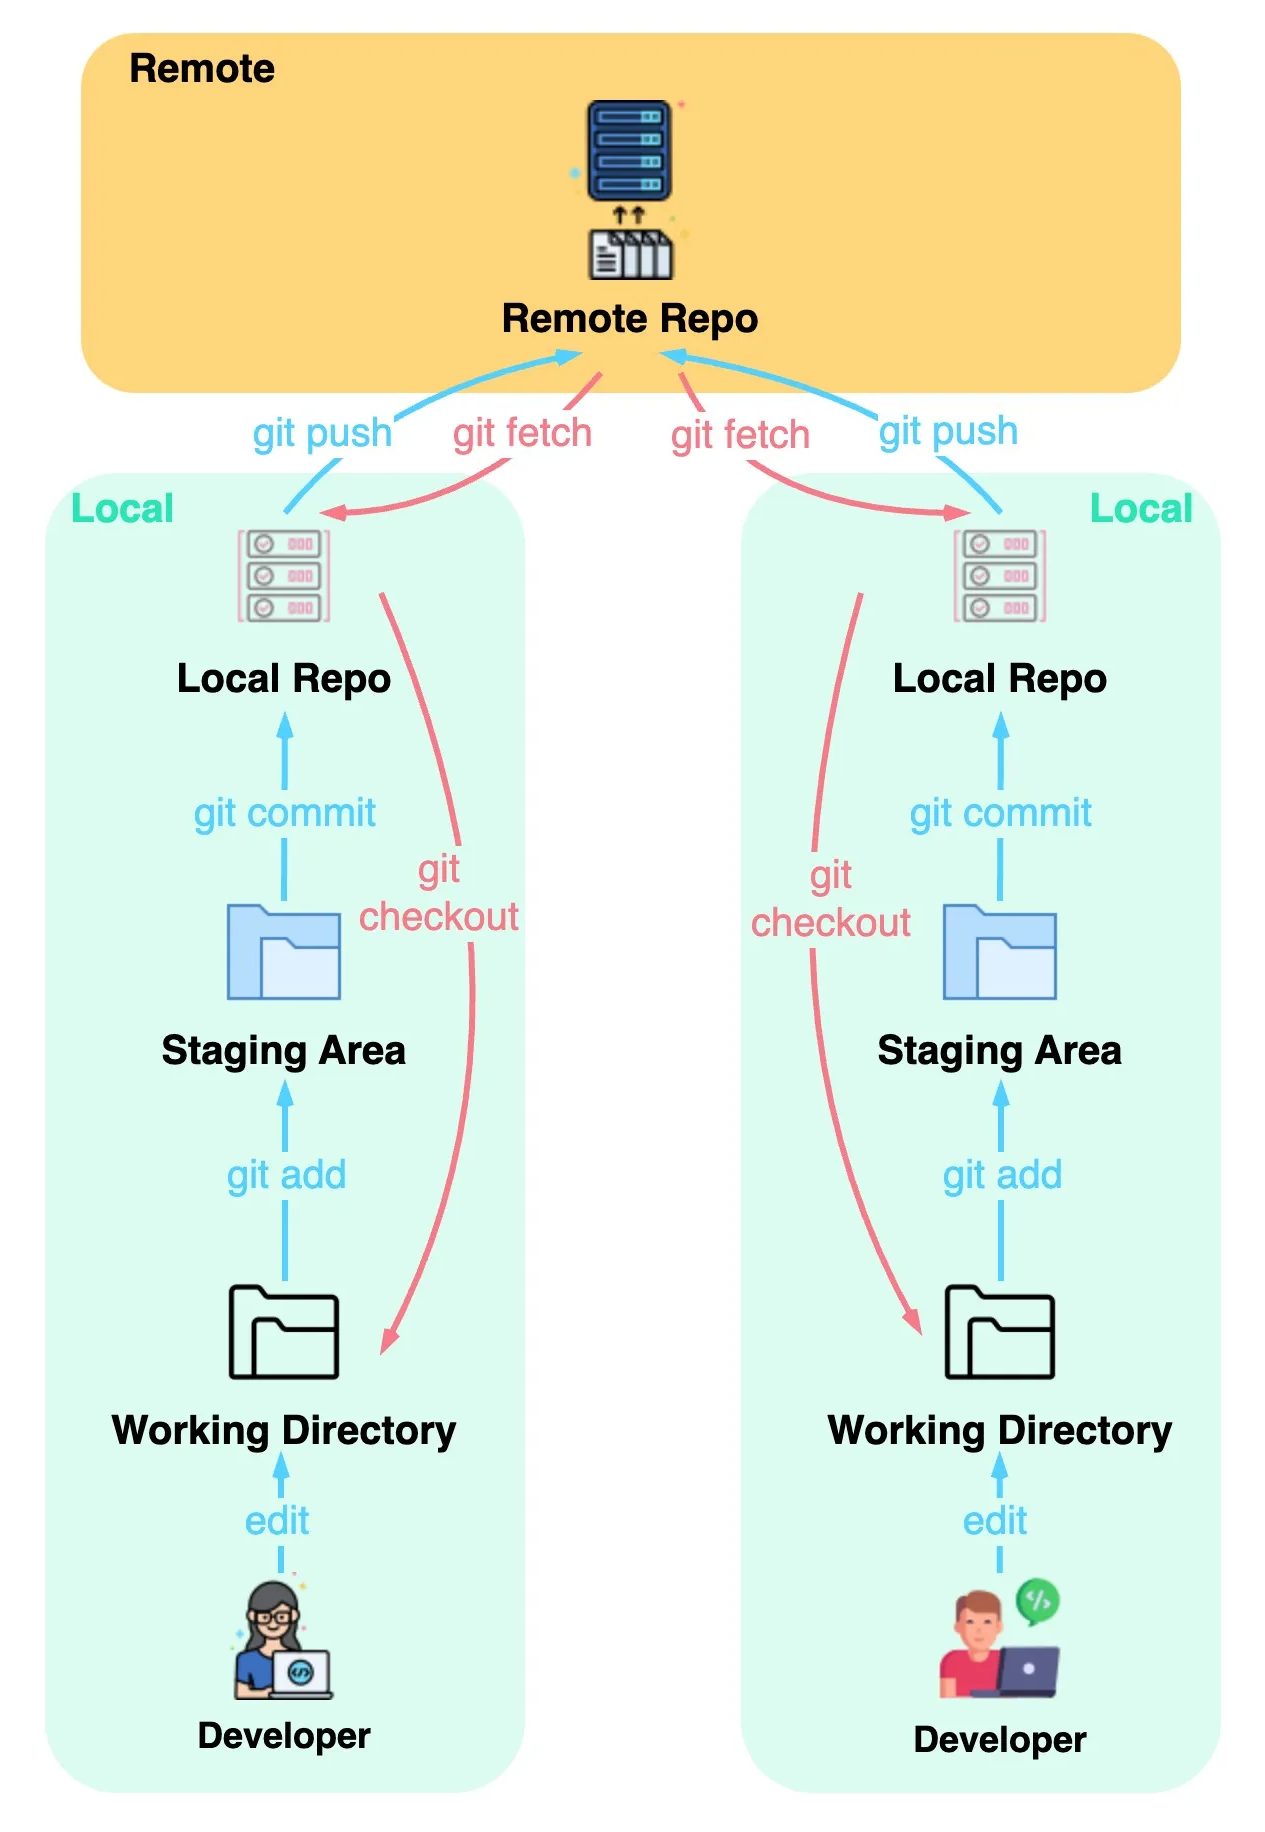 Remote
Remote Repo
git push
git fetch
git fetch
git push
Local
Local Repo
git commit
git
checkout
Staging Area
git add
Working Directory
edit
Developer
Local
Local Repo
git commit
git
checkout
Staging Area
git add
Working Directory
edit
Developer